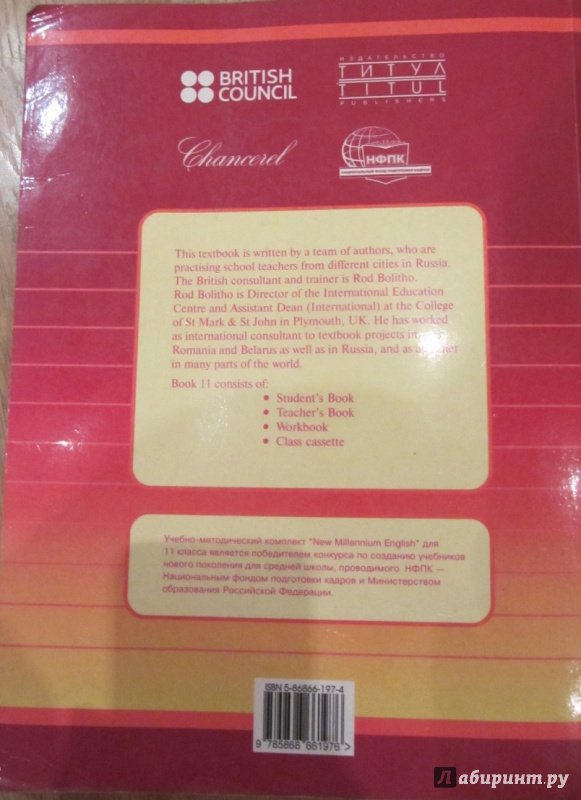 BRITISH
COUNCIL
ИЗДАТЕЛЬСТВО
ТИТУЛ
TITUL
PUBLISHERS
Chancerel
НФПК
НАЦИОНАЛЬНЫЙ ФОНД ПОДГОТОВКИ КАДРОВ
This textbook is written by a team of authors, who are
practising school teachers from different cities in Russia.
The British consultant and trainer is Rod Bolitho.
Rod Bolitho is Director of the International Education
Centre and Assistant Dean (International) at the College
of St Mark & St John in Plymouth, UK. He has worked
as international consultant to textbook projects in
Romania and Belarus as well as in Russia, and as a
in many parts of the world.
Book 11 consists of:
• Student's Book
• Teacher's Book
• Workbook
• Class cassette
Учебно-методический комплект "New Millennium English" для
11 класса является победителем конкурса по созданию учебников
нового поколения для средней школы, проводимого НФПК —
Национальным фондом подготовки кадров и Министерством
образования Российской Федерации.
ISBN 5-86866-197-4
9 785868 661976 >
Лабиринт.ру